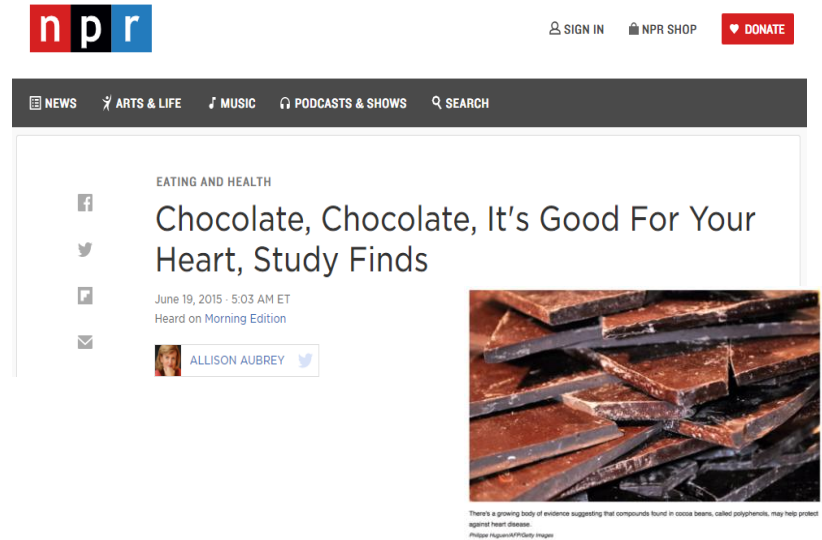 npr
SIGN IN
NPR SHOP
DONATE
NEWS
ARTS & LIFE
MUSIC
PODCASTS & SHOWS
SEARCH
EATING AND HEALTH
Chocolate, Chocolate, It's Good For Your
Heart, Study Finds
June 19, 2015 · 5:03 AM ET
Heard on Morning Edition
ALLISON AUBREY
There's a growing body of evidence suggesting that compounds found in cocoa beans, called polyphenols, may help protect
against heart disease.
Philippe Huguen/AFP/Getty Images